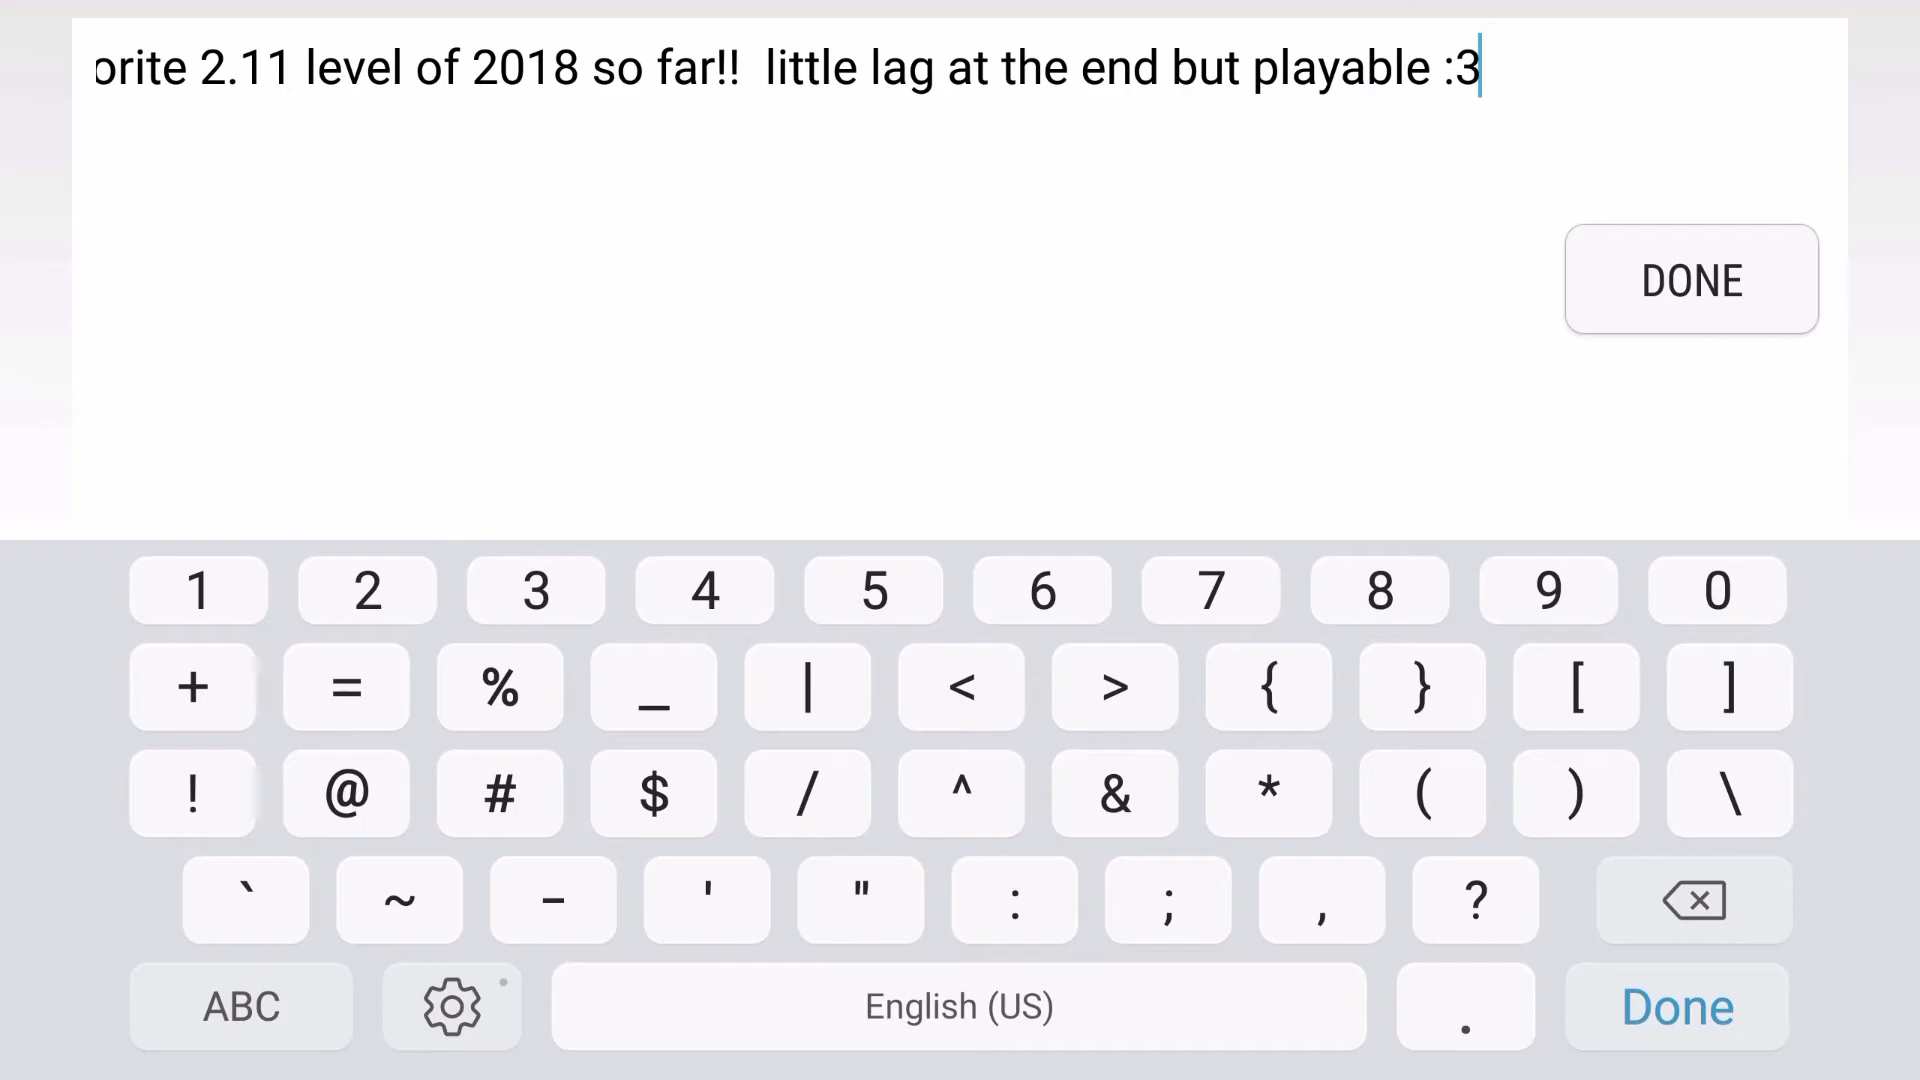 orite 2.11 level of 2018 so far!!  little lag at the end but playable :3
DONE
1 2 3 4 5 6 7 8 9 0
+ = % _ | < > { } [ ]
! @ # $ / ^ & * ( ) \
` ~ - ' " : ; , ?
ABC English (US) . Done